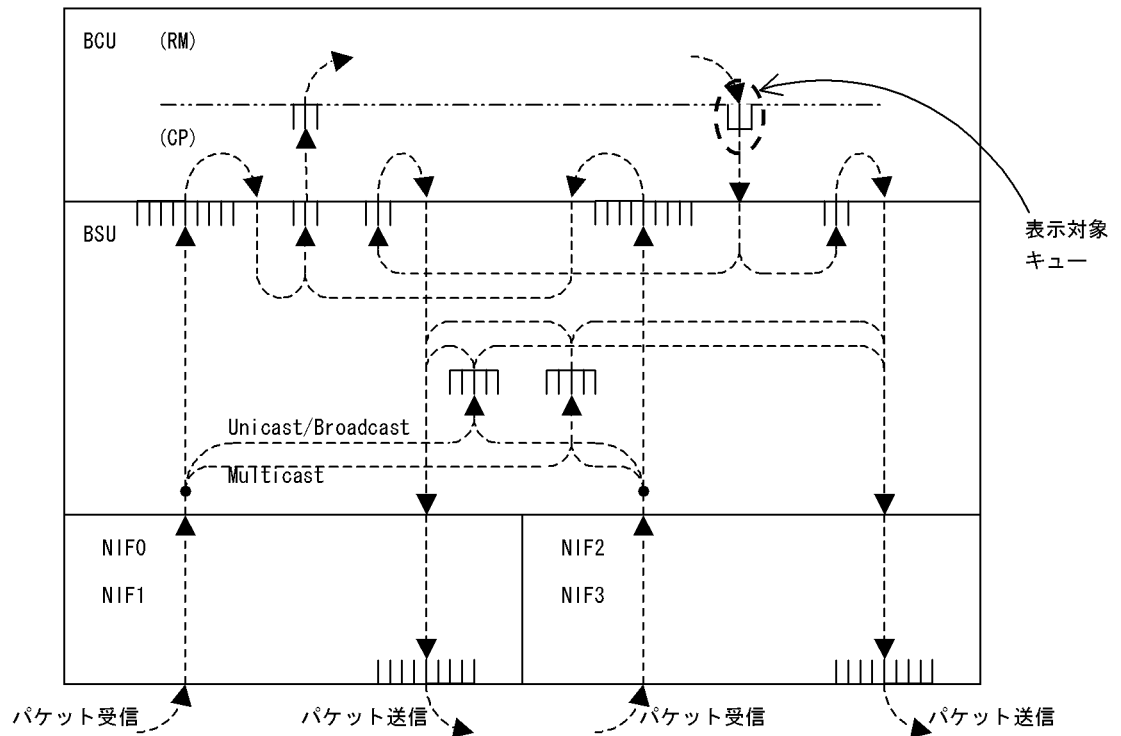 BCU (RM)
(CP)
BSU
表示対象
キュー
Unicast/Broadcast
Multicast
NIF0
NIF1
NIF2
NIF3
パケット受信
パケット送信
パケット受信
パケット送信